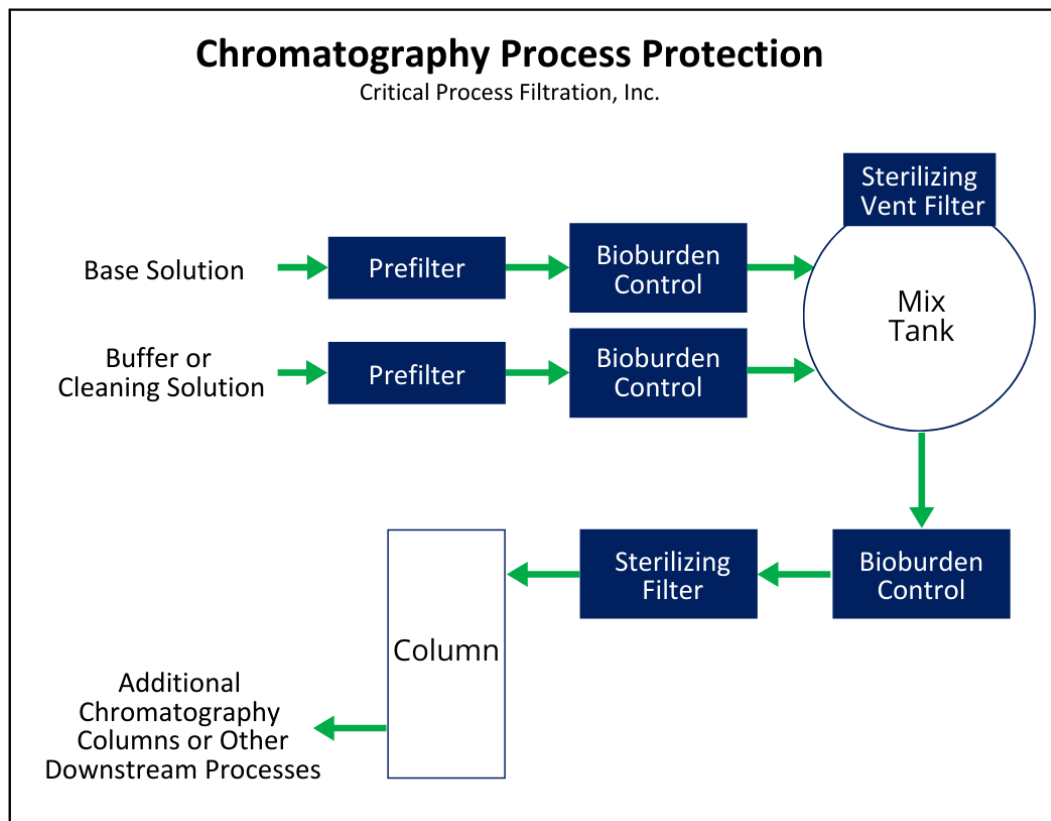 Chromatography Process Protection
Critical Process Filtration, Inc.
Sterilizing
Vent Filter
Base Solution
Prefilter
Bioburden
Control
Mix
Tank
Buffer or
Cleaning Solution
Prefilter
Bioburden
Control
Bioburden
Control
Sterilizing
Filter
Column
Additional
Chromatography
Columns or Other
Downstream Processes